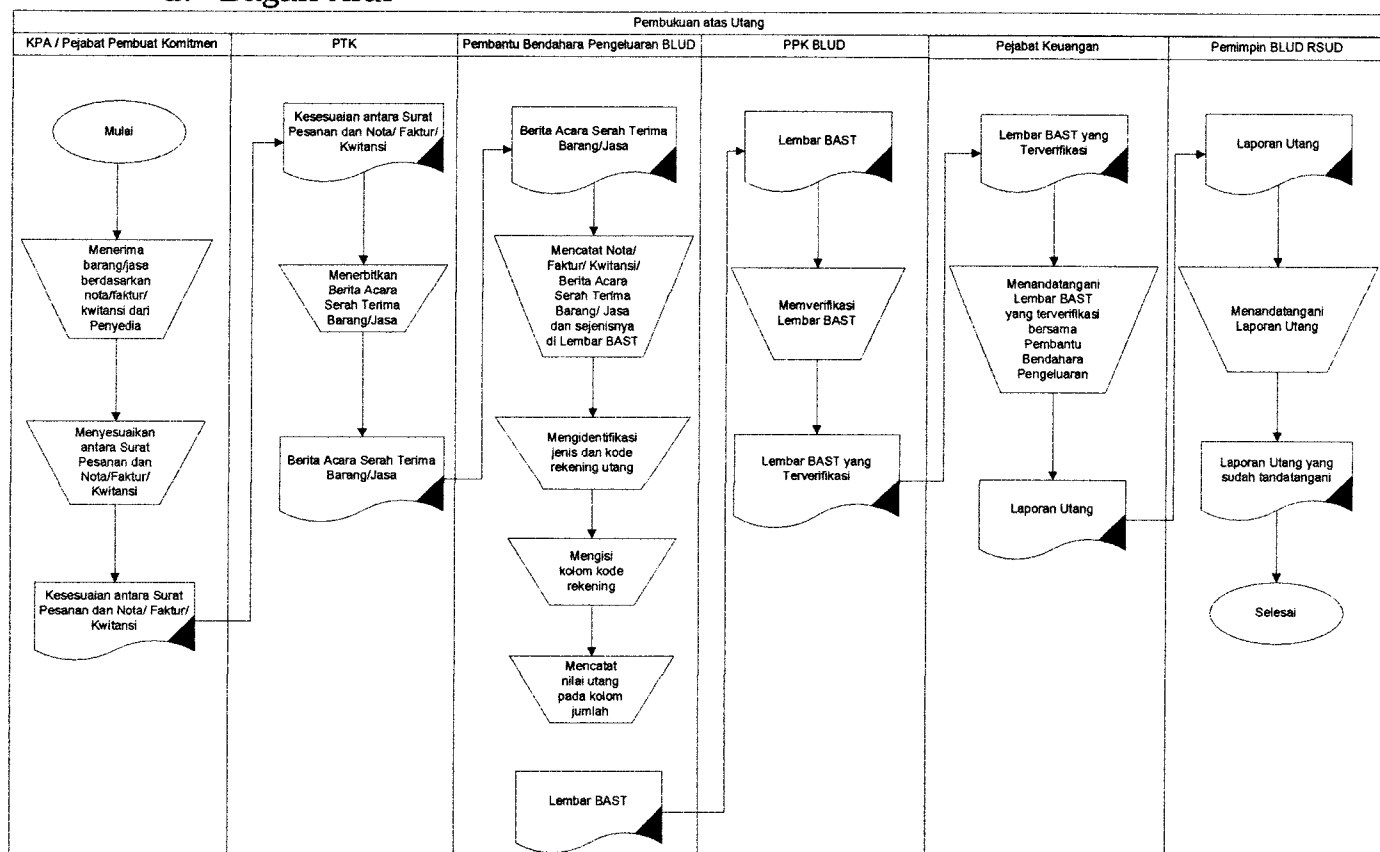 Bagan Alur
Pembukuan atas Utang
KPA / Pejabat Pembuat Komitmen
PTK
Pembantu Bendahara Pengeluaran BLUD
PPK BLUD
Pejabat Keuangan
Pemimpin BLUD RSUD
Mulai
Menerima
barang/jasa
berdasarkan
nota/faktur/
kwitansi dari
Penyedia
Menyesuaikan
antara Surat
Pesanan dan
Nota/Faktur/
Kwitansi
Kesesuaian antara Surat
Pesanan dan Nota/ Faktur/
Kwitansi
Kesesuaian antara Surat
Pesanan dan Nota/ Faktur/
Kwitansi
Menerbitkan
Berita Acara
Serah Terima
Barang/Jasa
Berita Acara Serah Terima
Barang/Jasa
Berita Acara Serah Terima
Barang/Jasa
Mencatat Nota/
Faktur/ Kwitansi/
Berita Acara
Serah Terima
Barang/ Jasa
dan sejenisnya
di Lembar BAST
Mengidentifikasi
jenis dan kode
rekening utang
Mengisi
kolom kode
rekening
Mencatat
nilai utang
pada kolom
jumlah
Lembar BAST
Lembar BAST
Memverifikasi
Lembar BAST
Lembar BAST yang
Terverifikasi
Lembar BAST yang
Terverifikasi
Menandatangani
Lembar BAST
yang terverifikasi
bersama
Pembantu
Bendahara
Pengeluaran
Laporan Utang
Laporan Utang
Menandatangani
Laporan Utang
Laporan Utang yang
sudah tandatangani
Selesai